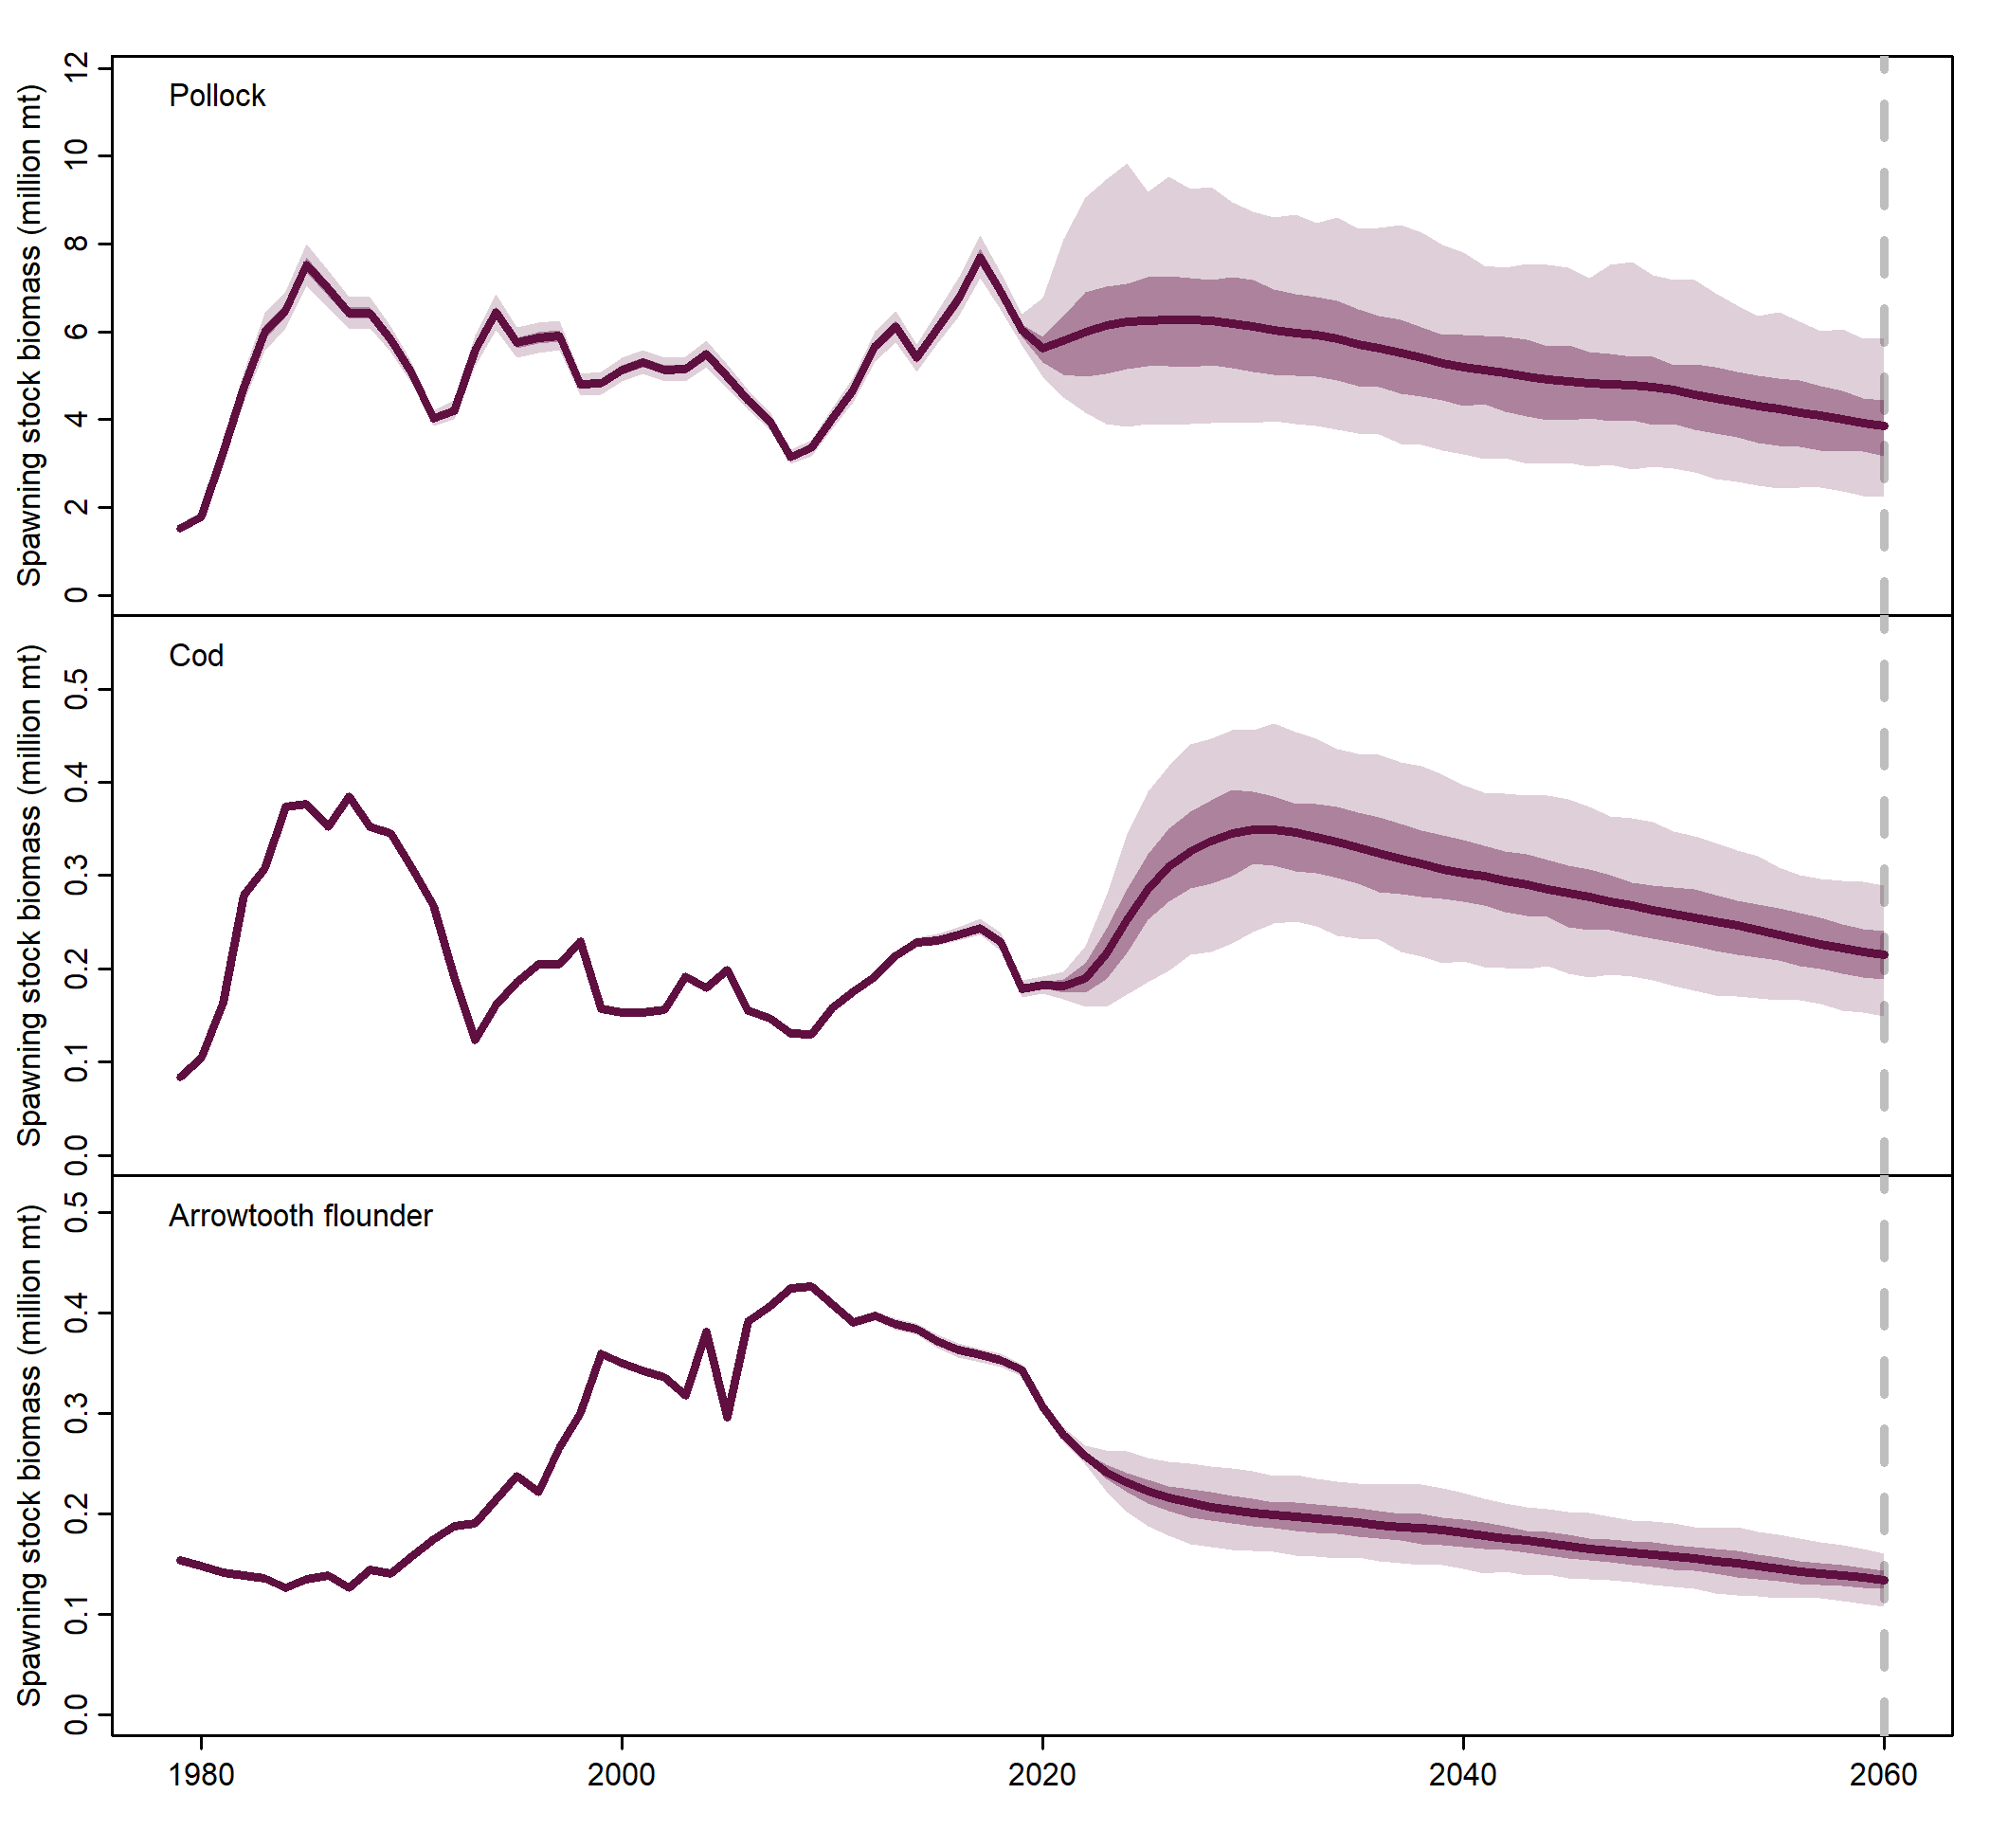 Pollock
Spawning stock biomass (million mt)
12
10
8
6
4
2
0
Cod
Spawning stock biomass (million mt)
0.5
0.4
0.3
0.2
0.1
0.0
Arrowtooth flounder
Spawning stock biomass (million mt)
0.5
0.4
0.3
0.2
0.1
0.0
1980 2000 2020 2040 2060